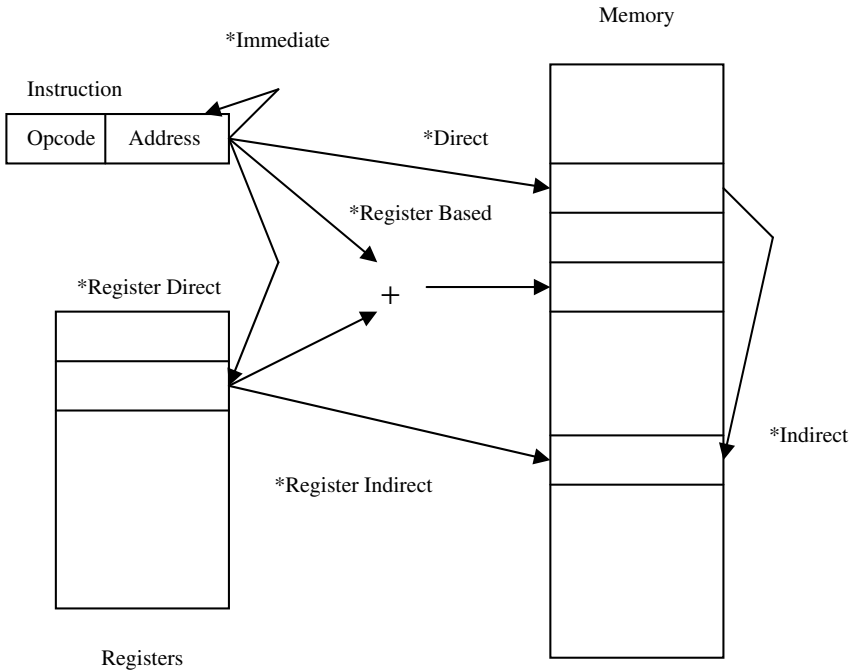 Memory
*Immediate
Instruction
Opcode
Address
*Direct
*Register Based
*Register Direct
+
*Indirect
*Register Indirect
Registers